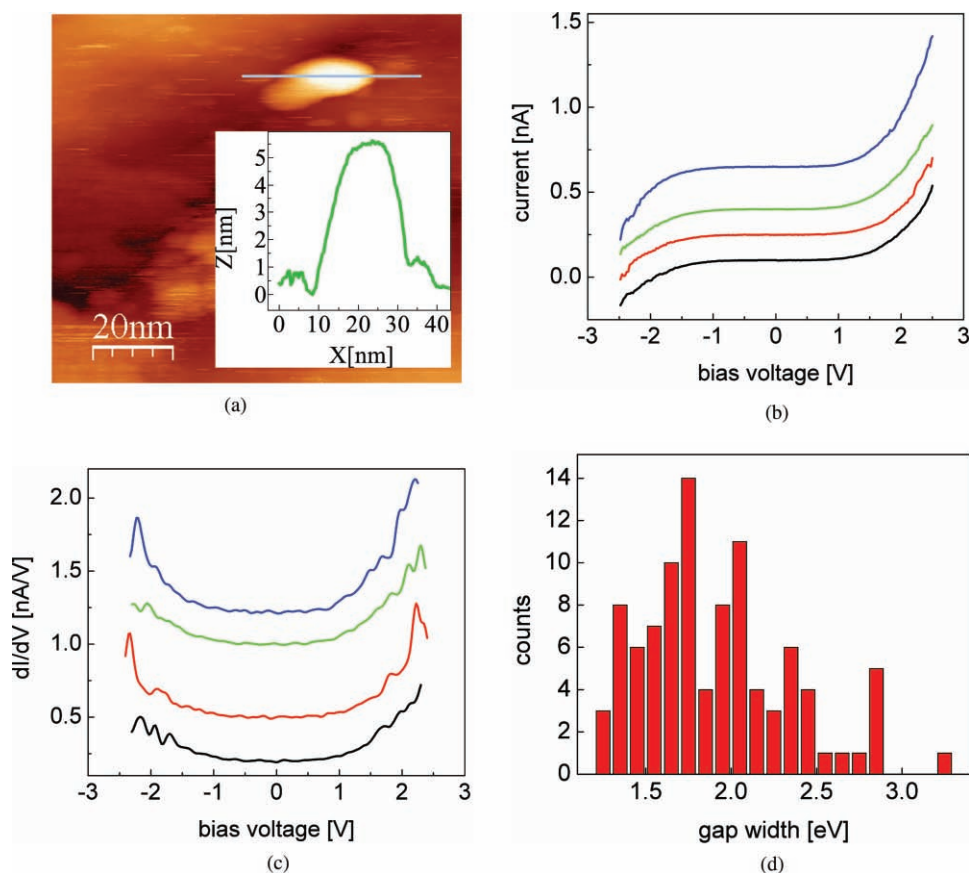 5
4
3
2
1
0
Z[nm]
0 10 20 30 40
X[nm]
20nm
(a)
1.5
1.0
0.5
0.0
current [nA]
-3 -2 -1 0 1 2 3
bias voltage [V]
(b)
2.0
1.5
1.0
0.5
dI/dV [nA/V]
-3 -2 -1 0 1 2 3
bias voltage [V]
(c)
14
12
10
8
6
4
2
0
counts
1.5 2.0 2.5 3.0
gap width [eV]
(d)